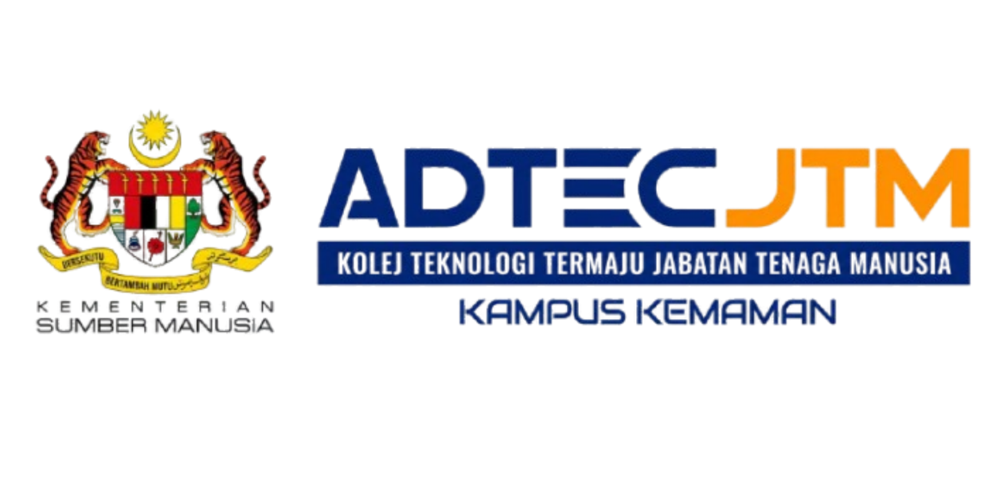 BERSEKUTU
BERTAMBAH MUTU
KEMENTERIAN
SUMBER MANUSIA
ADTEC JTM
KOLEJ TEKNOLOGI TERMAJU JABATAN TENAGA MANUSIA
KAMPUS KEMAMAN